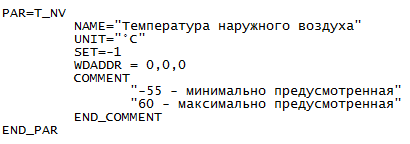 PAR=T_NV
NAME="Температура наружного воздуха"
UNIT="°C"
SET=-1
WDADDR = 0,0,0
COMMENT
"-55 - минимально предусмотренная"
"60 - максимально предусмотренная"
END_COMMENT
END_PAR